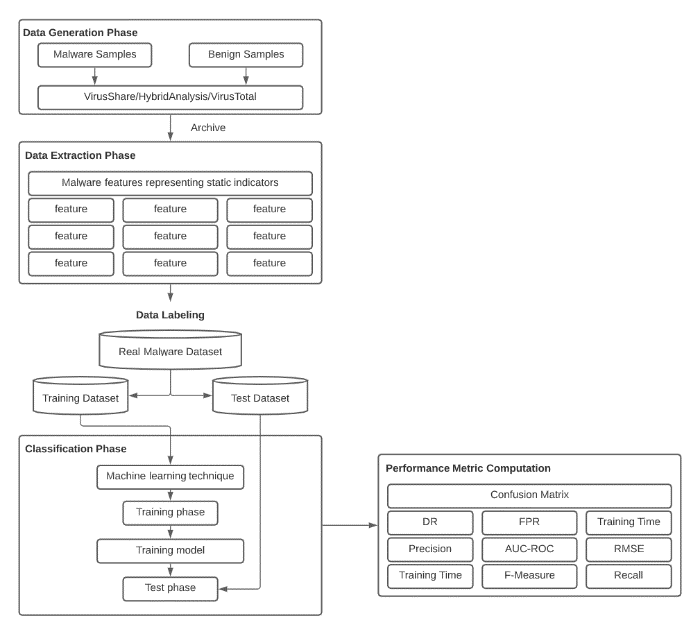 Data Generation Phase
Malware Samples
Benign Samples
VirusShare/HybridAnalysis/VirusTotal
Archive
Data Extraction Phase
Malware features representing static indicators
feature
feature
feature
feature
feature
feature
feature
feature
feature
Data Labeling
Real Malware Dataset
Training Dataset
Test Dataset
Classification Phase
Machine learning technique
Training phase
Training model
Test phase
Performance Metric Computation
Confusion Matrix
DR
FPR
Training Time
Precision
AUC-ROC
RMSE
Training Time
F-Measure
Recall